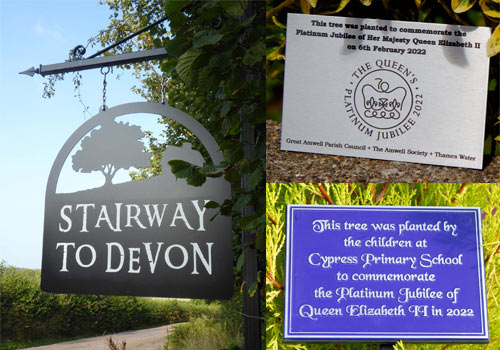 STAIRWAY
TO DEVON
This tree was planted to commemorate the
Platinum Jubilee of Her Majesty Queen Elizabeth II
on 6th February 2022
THE QUEEN'S
PLATINUM JUBILEE 2022
Great Amwell Parish Council + The Amwell Society + Thames Water
This tree was planted by
the children at
Cypress Primary School
to commemorate
the Platinum Jubilee of
Queen Elizabeth II in 2022